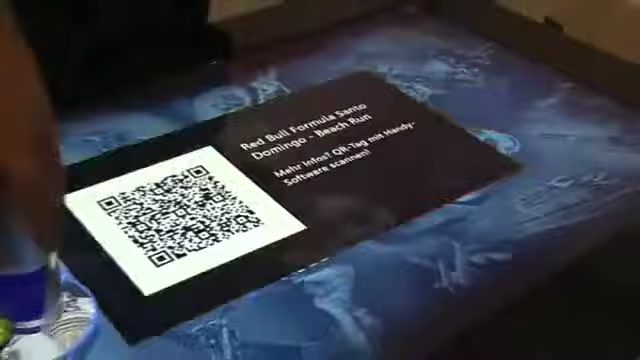 Red Bull Formula Santo
Domingo - Beach Run
Mehr Infos? QR-Tag mit Handy-
Software scannen!